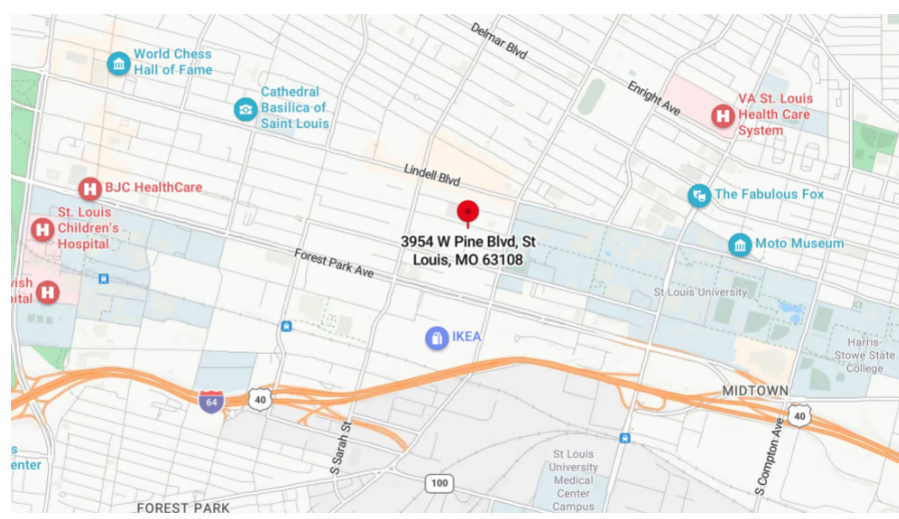 Delmar Blvd
World Chess
Hall of Fame
Enright Ave
Cathedral
Basilica of
Saint Louis
VA St. Louis
Health Care
System
Lindell Blvd
BJC HealthCare
The Fabulous Fox
St. Louis
Children's
Hospital
3954 W Pine Blvd, St
Louis, MO 63108
Moto Museum
Forest Park Ave
wish
pital
St Louis University
IKEA
Harris-
Stowe State
College
MIDTOWN
64
40
40
S Sarah St
S Compton Ave
s
enter
St Louis
University
Medical
Center
Campus
100
FOREST PARK